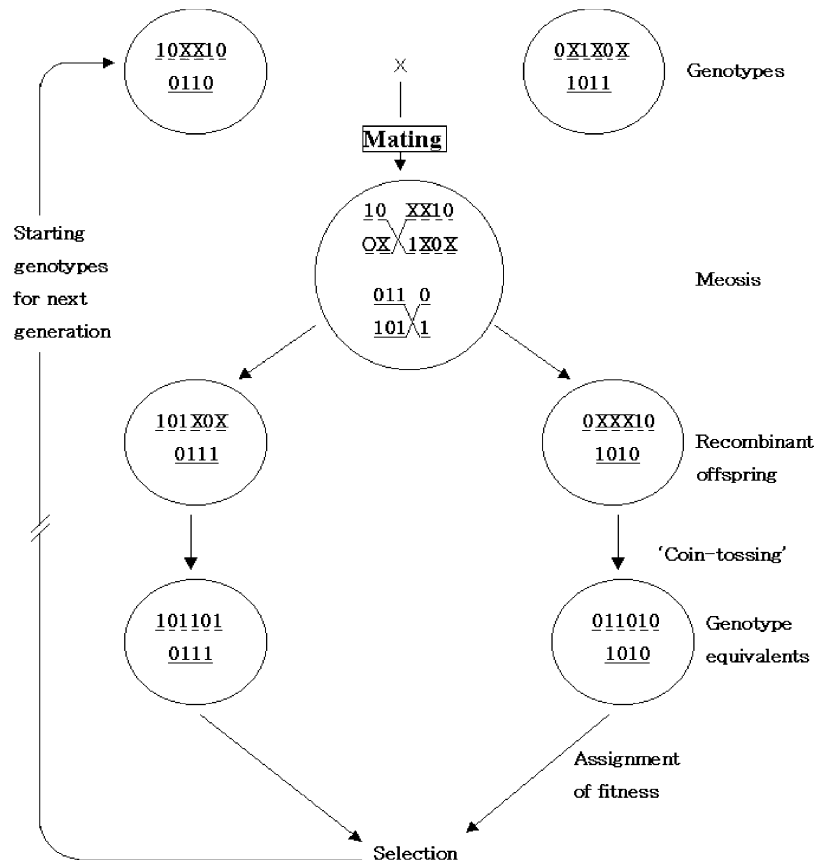 10XX10
0110
X
0X1X0X
1011
Genotypes
Mating
10 XX10
OX 1X0X
011 0
101 1
Meosis
Starting
genotypes
for next
generation
101X0X
0111
0XXX10
1010
Recombinant
offspring
'Coin-tossing'
101101
0111
011010
1010
Genotype
equivalents
Assignment
of fitness
Selection